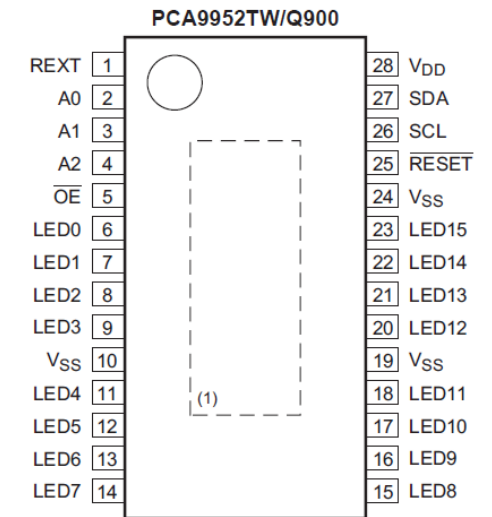 PCA9952TW/Q900
REXT 1 28 VDD
A0 2 27 SDA
A1 3 26 SCL
A2 4 25 RESET
OE 5 24 VSS
LED0 6 23 LED15
LED1 7 22 LED14
LED2 8 21 LED13
LED3 9 20 LED12
VSS 10 19 VSS
LED4 11 18 LED11
(1)
LED5 12 17 LED10
LED6 13 16 LED9
LED7 14 15 LED8